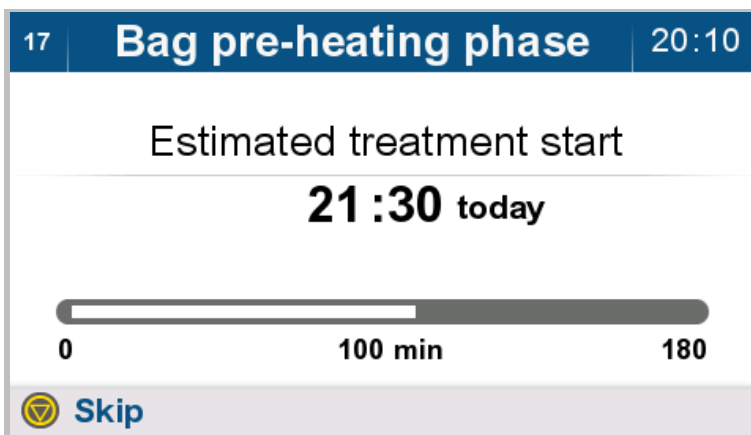 17 Bag pre-heating phase 20:10
Estimated treatment start
21:30 today
0 100 min 180
Skip